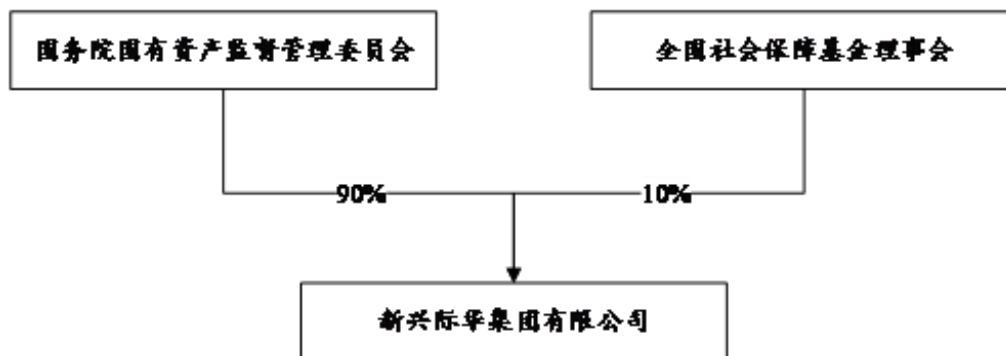 国务院国有资产监督管理委员会
全国社会保障基金理事会
90%
10%
新兴际华集团有限公司